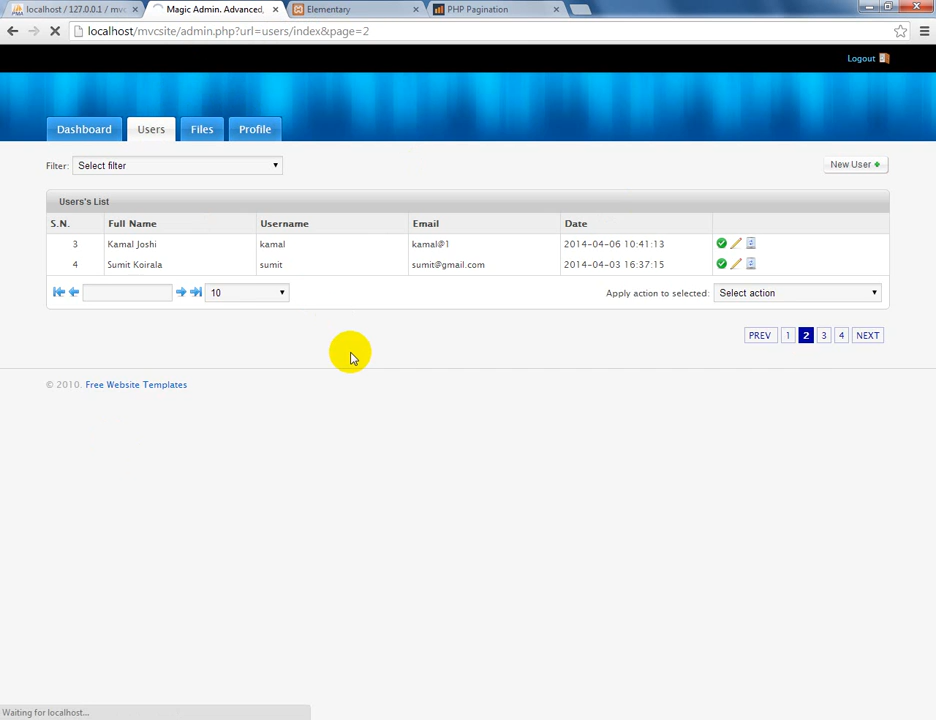 localhost / 127.0.0.1 / mvc
Magic Admin. Advanced,
Elementary
PHP Pagination
localhost/mvcsite/admin.php?url=users/index&page=2
Logout
Dashboard
Users
Files
Profile
Filter: Select filter
New User
Users's List
S.N. Full Name Username Email Date
3 Kamal Joshi kamal kamal@1 2014-04-06 10:41:13
4 Sumit Koirala sumit sumit@gmail.com 2014-04-03 16:37:15
10 Apply action to selected: Select action
PREV 1 2 3 4 NEXT
© 2010. Free Website Templates
Waiting for localhost...